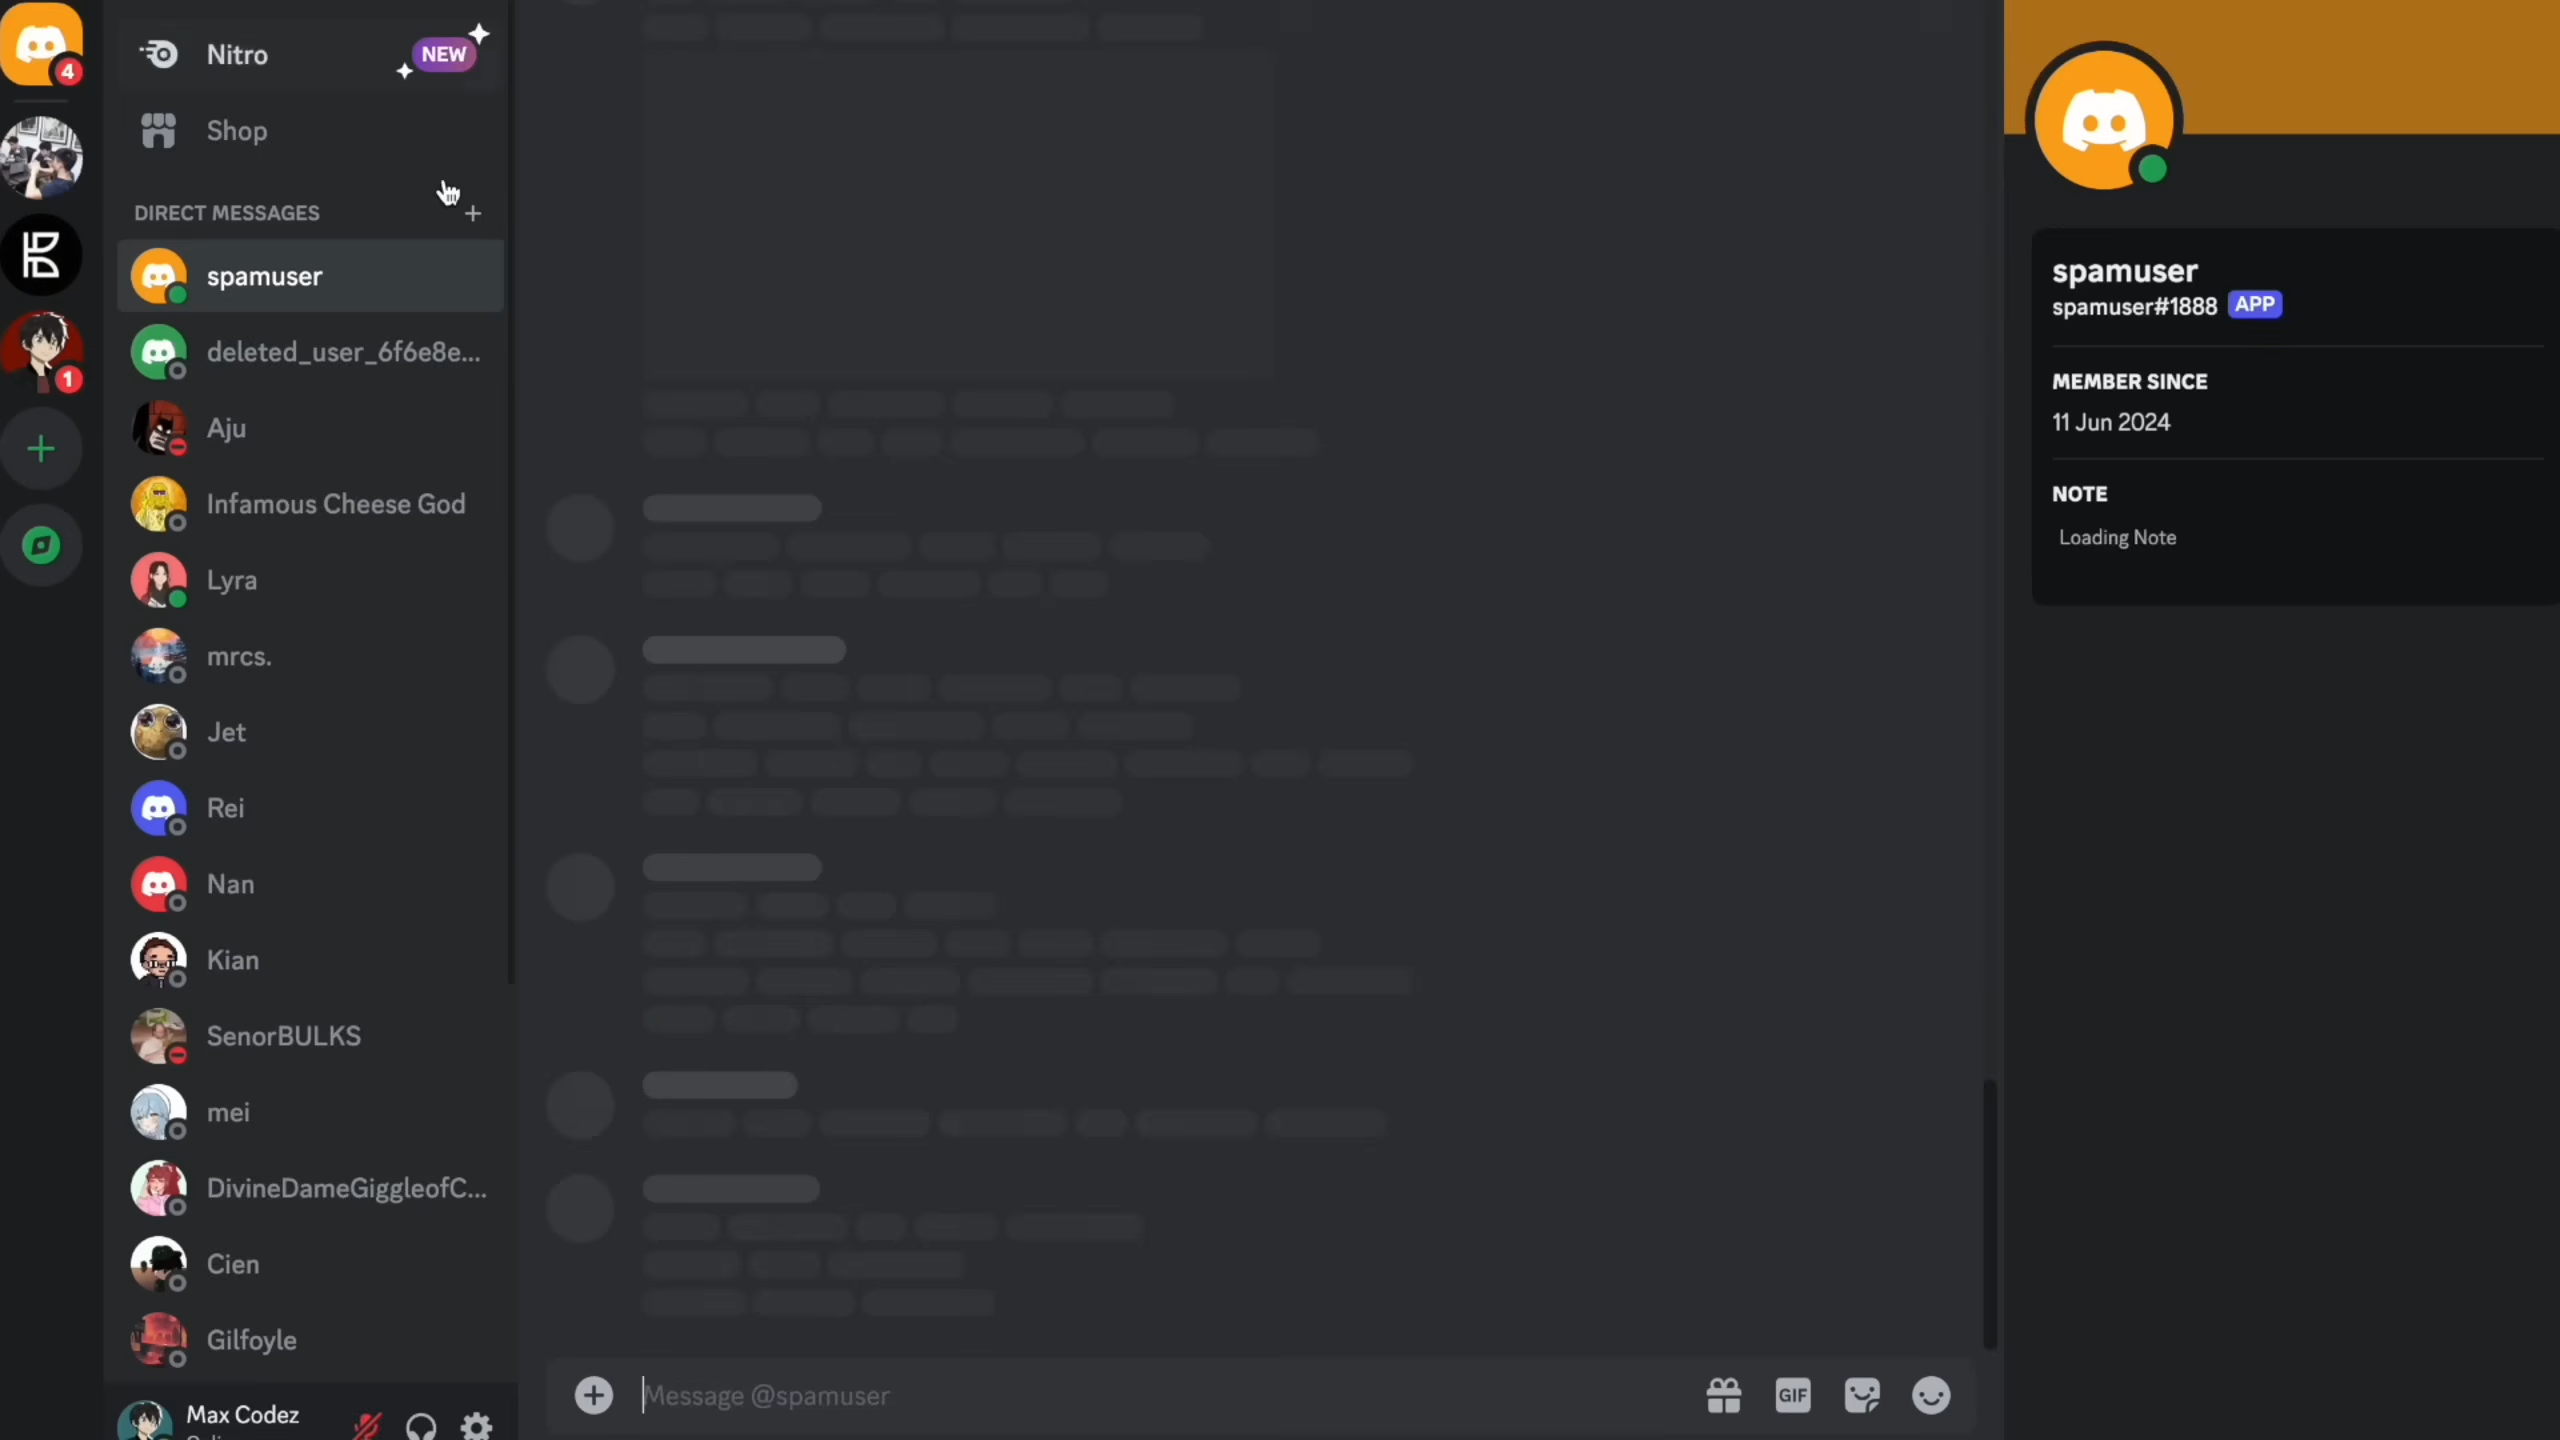 4
Nitro
NEW
Shop
DIRECT MESSAGES
spamuser
deleted_user_6f6e8e...
Aju
1
Infamous Cheese God
Lyra
mrcs.
Jet
Rei
Nan
Kian
SenorBULKS
mei
DivineDameGiggleofC...
Cien
Gilfoyle
Max Codez
Message @spamuser
GIF
spamuser
spamuser#1888 APP
MEMBER SINCE
11 Jun 2024
NOTE
Loading Note